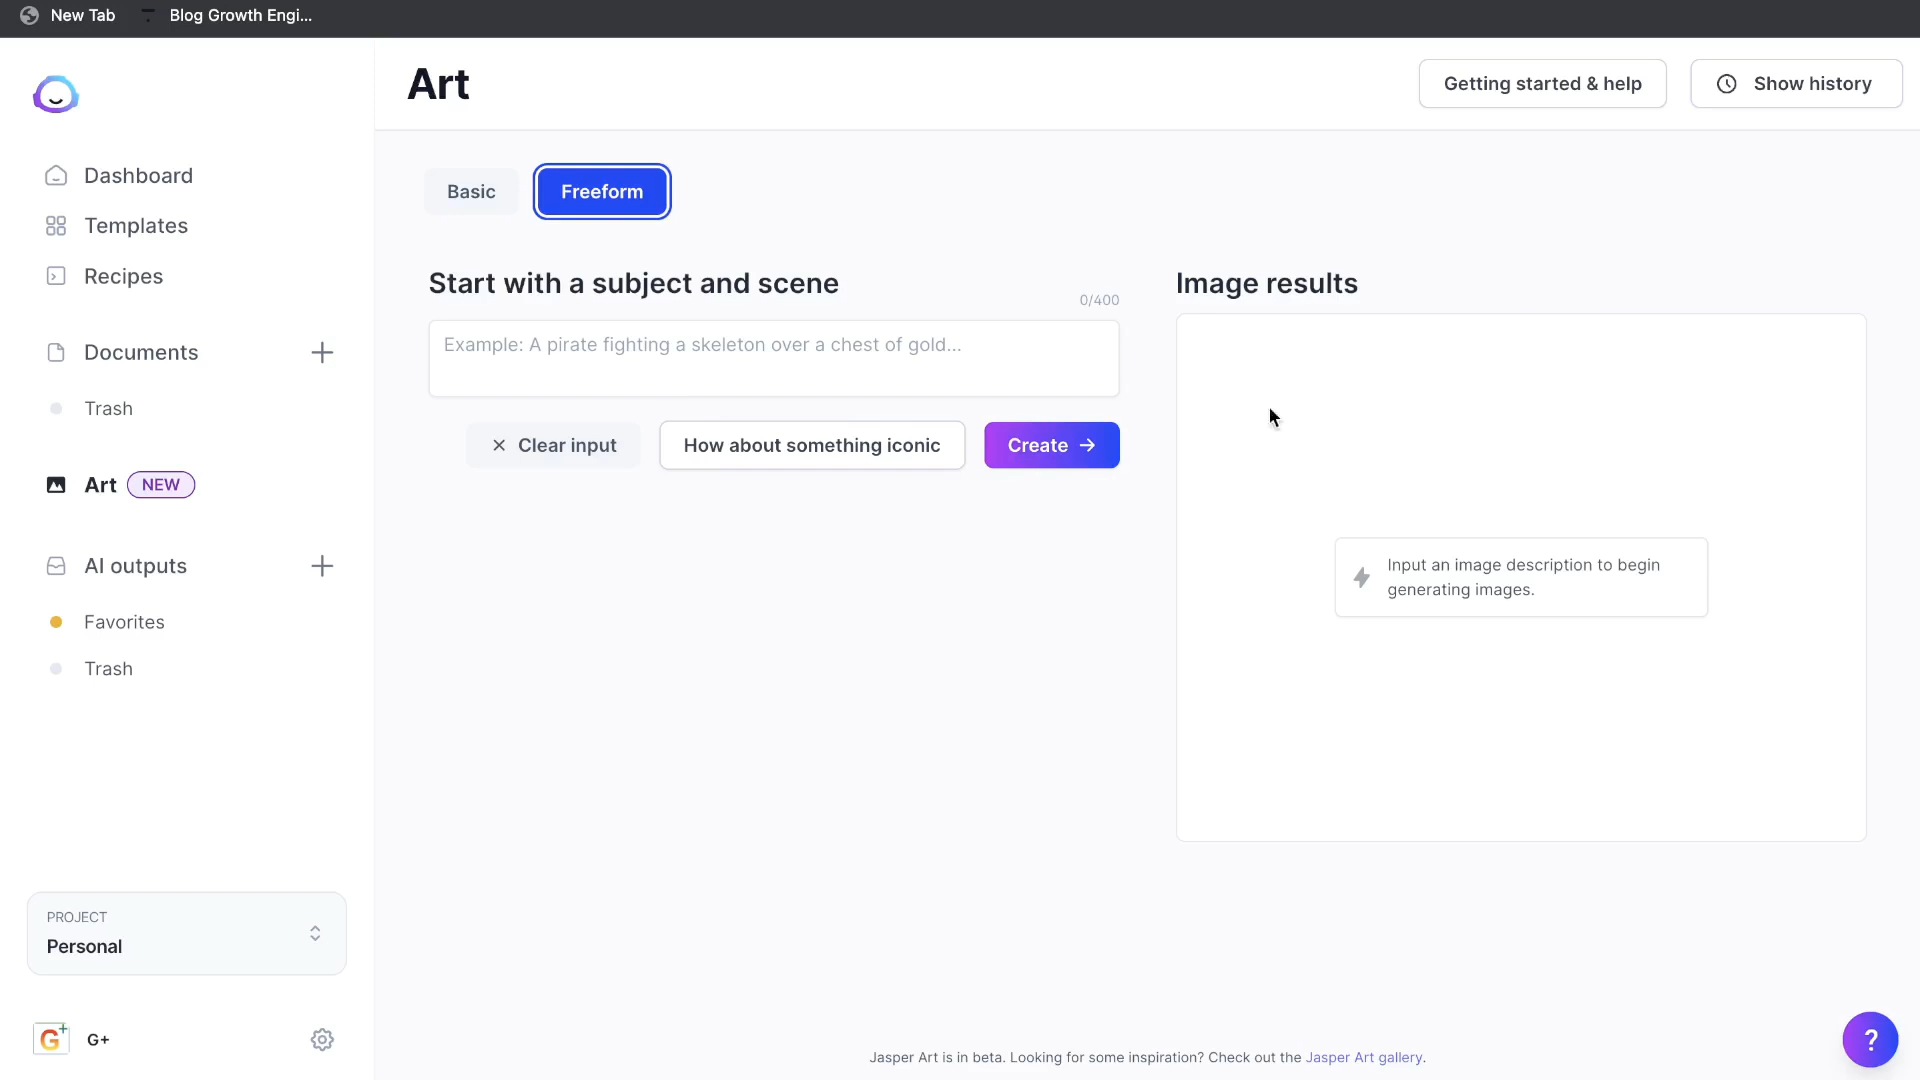 New Tab
Blog Growth Engi...
Art
Getting started & help
Show history
Dashboard
Templates
Recipes
Documents
Trash
Art NEW
AI outputs
Favorites
Trash
PROJECT
Personal
G+
Basic
Freeform
Start with a subject and scene
0/400
Example: A pirate fighting a skeleton over a chest of gold...
Clear input
How about something iconic
Create
Image results
Input an image description to begin
generating images.
Jasper Art is in beta. Looking for some inspiration? Check out the Jasper Art gallery.
?